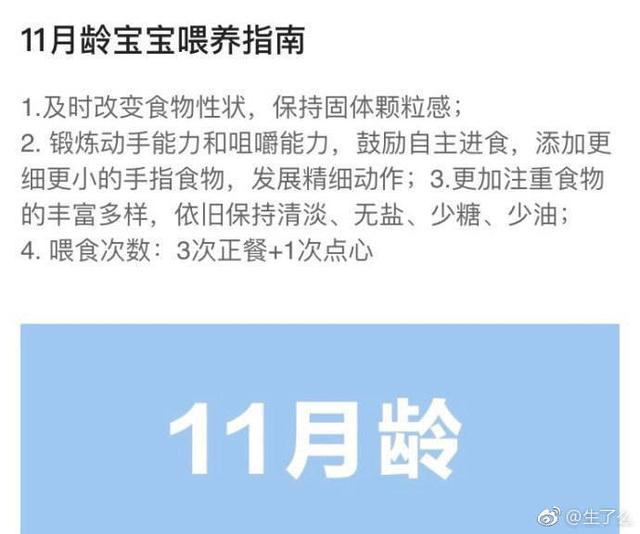 11月龄宝宝喂养指南
1.及时改变食物性状，保持固体颗粒感；
2. 锻炼动手能力和咀嚼能力，鼓励自主进食，添加更
细更小的手指食物，发展精细动作；3.更加注重食物
的丰富多样，依旧保持清淡、无盐、少糖、少油；
4. 喂食次数：3次正餐+1次点心
11月龄
@生了么